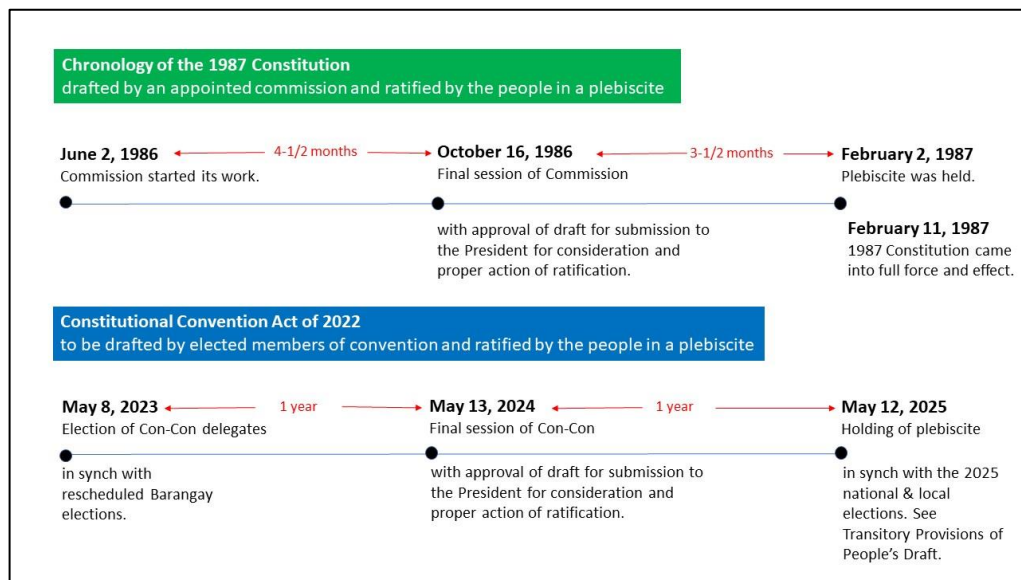 Chronology of the 1987 Constitution
drafted by an appointed commission and ratified by the people in a plebiscite
June 2, 1986
4-1/2 months
October 16, 1986
3-1/2 months
February 2, 1987
Commission started its work.
Final session of Commission
Plebiscite was held.
with approval of draft for submission to
the President for consideration and
proper action of ratification.
February 11, 1987
1987 Constitution came
into full force and effect.
Constitutional Convention Act of 2022
to be drafted by elected members of convention and ratified by the people in a plebiscite
May 8, 2023
1 year
May 13, 2024
1 year
May 12, 2025
Election of Con-Con delegates
Final session of Con-Con
Holding of plebiscite
in synch with
rescheduled Barangay
elections.
with approval of draft for submission to
the President for consideration and
proper action of ratification.
in synch with the 2025
national & local
elections. See
Transitory Provisions of
People's Draft.